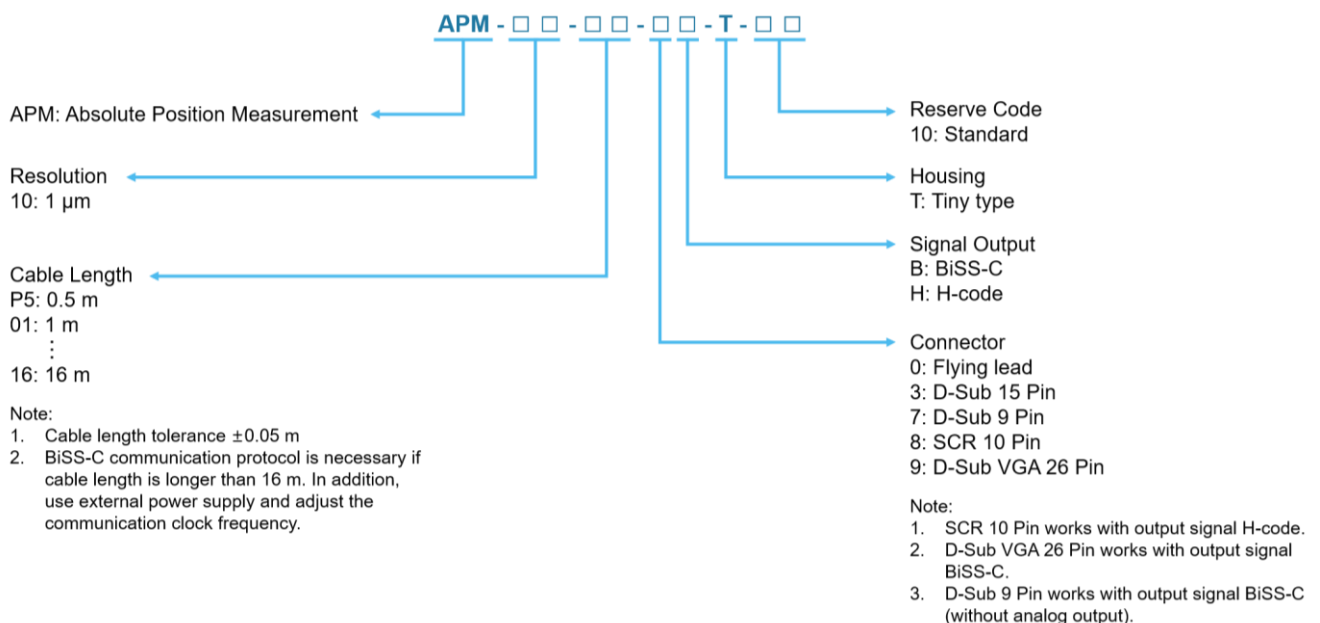 APM - □ □ - □ □ - □ □ - T - □ □
APM: Absolute Position Measurement
Resolution
10: 1 μm
Cable Length
P5: 0.5 m
01: 1 m
⋮
16: 16 m
Note:
1. Cable length tolerance ±0.05 m
2. BiSS-C communication protocol is necessary if
cable length is longer than 16 m. In addition,
use external power supply and adjust the
communication clock frequency.
Reserve Code
10: Standard
Housing
T: Tiny type
Signal Output
B: BiSS-C
H: H-code
Connector
0: Flying lead
3: D-Sub 15 Pin
7: D-Sub 9 Pin
8: SCR 10 Pin
9: D-Sub VGA 26 Pin
Note:
1. SCR 10 Pin works with output signal H-code.
2. D-Sub VGA 26 Pin works with output signal
BiSS-C.
3. D-Sub 9 Pin works with output signal BiSS-C
(without analog output).